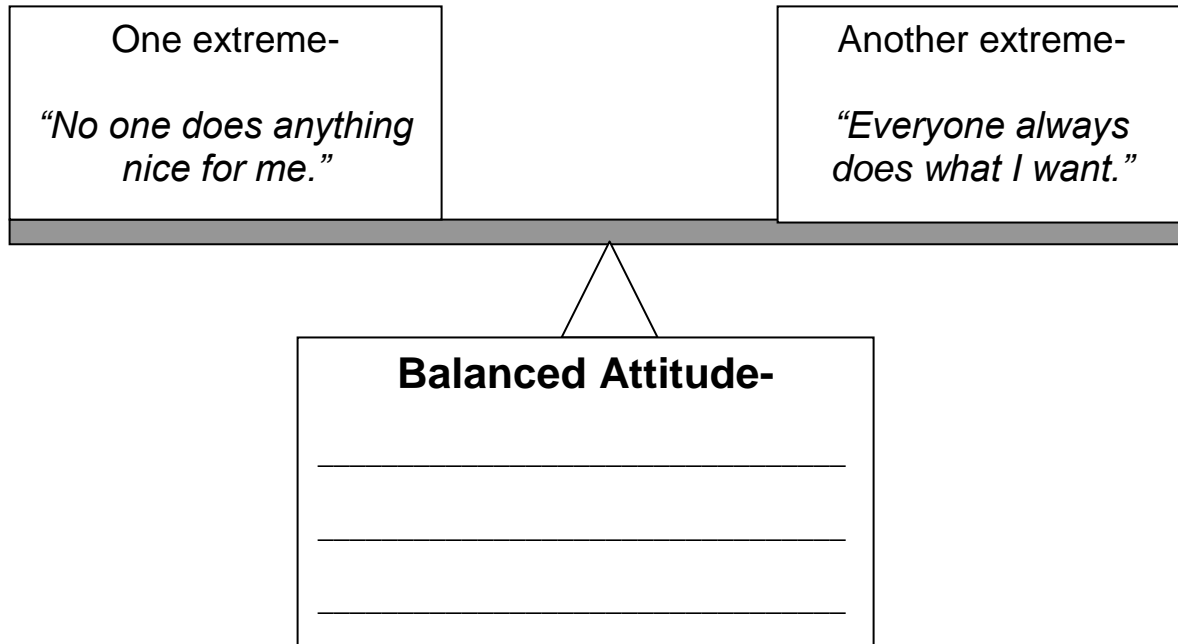 One extreme-
“No one does anything
nice for me.”
Another extreme-
“Everyone always
does what I want.”
Balanced Attitude-